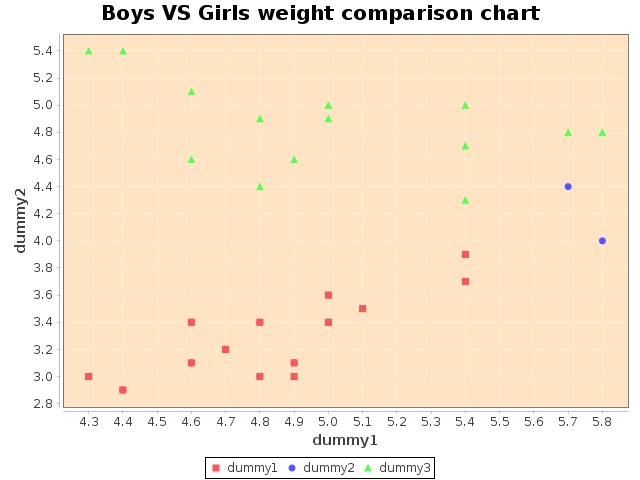 Boys VS Girls weight comparison chart
dummy2
5.4
5.2
5.0
4.8
4.6
4.4
4.2
4.0
3.8
3.6
3.4
3.2
3.0
2.8
4.3 4.4 4.5 4.6 4.7 4.8 4.9 5.0 5.1 5.2 5.3 5.4 5.5 5.6 5.7 5.8
dummy1
dummy1 dummy2 dummy3